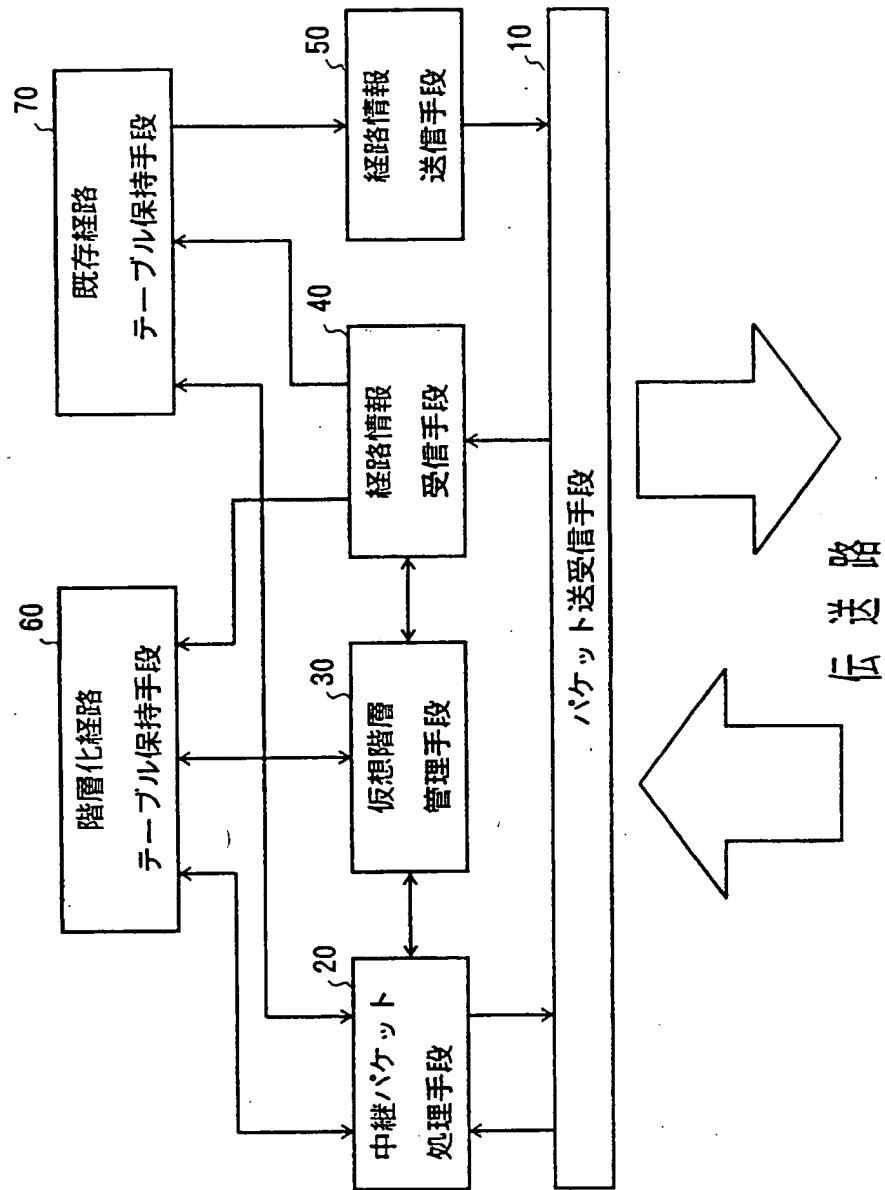 60
階層化経路
テーブル保持手段
70
既存経路
テーブル保持手段
20
中継パケット
処理手段
30
仮想階層
管理手段
40
経路情報
受信手段
50
経路情報
送信手段
10
パケット送受信手段
伝送路